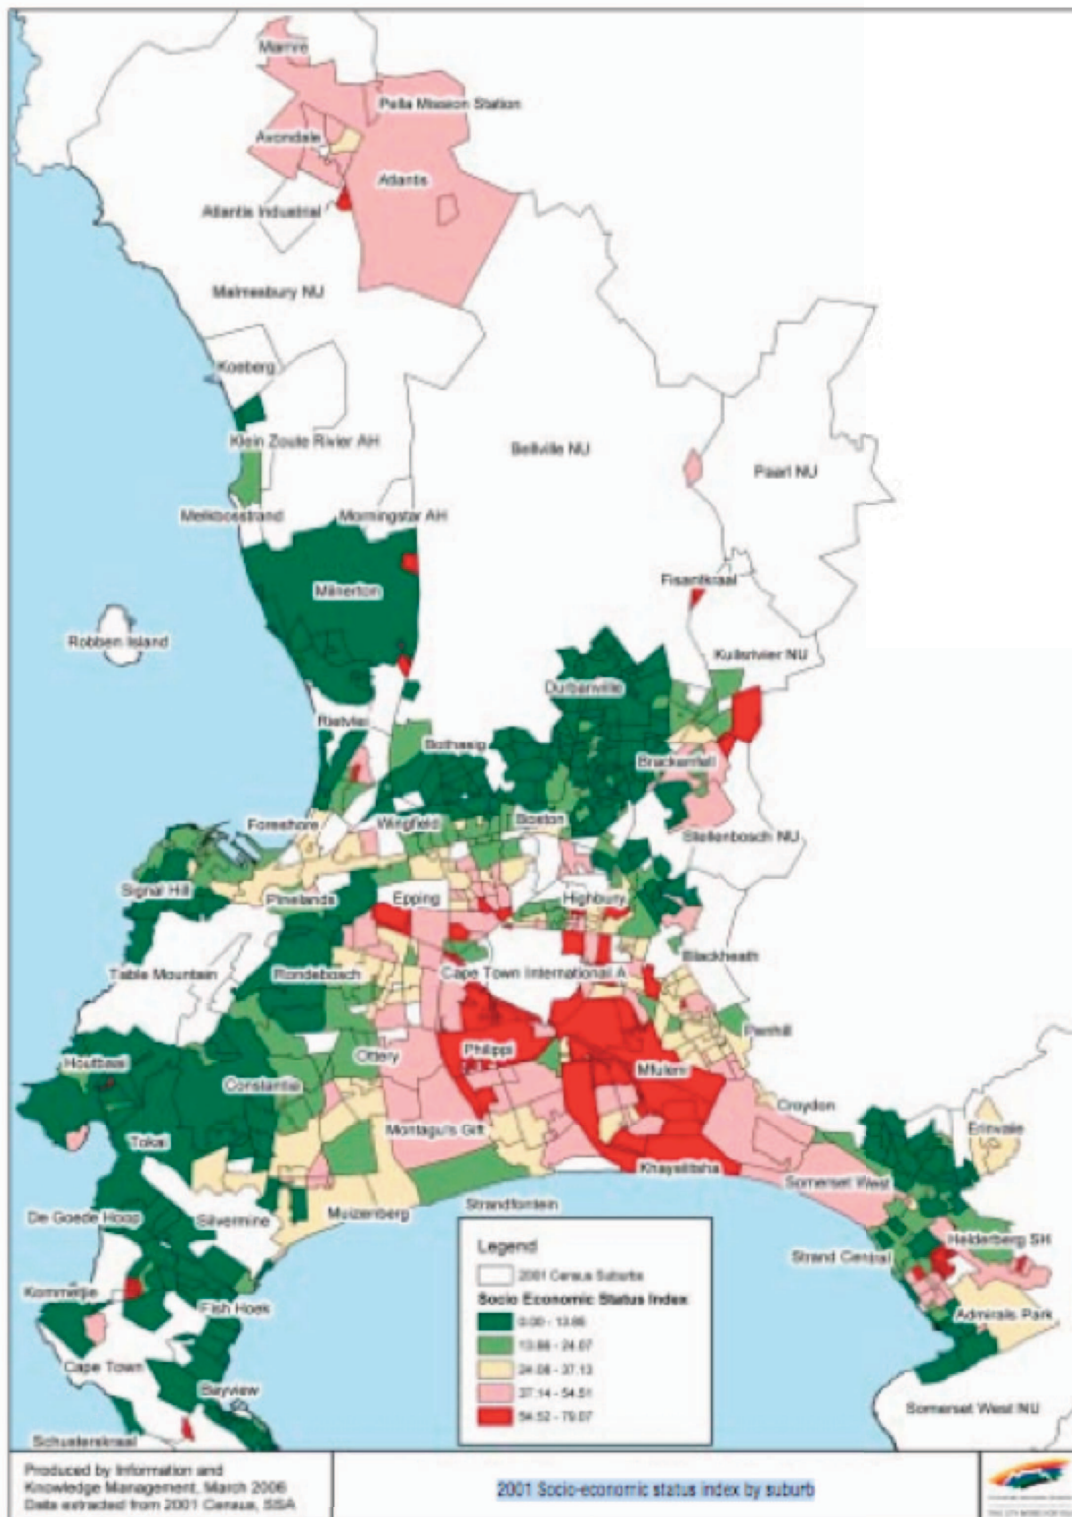 Mamre
Pella Mission Station
Avondale
Atlantis
Atlantis Industrial
Malmesbury NU
Koeberg
Klein Zoute Rivier AH
Bellville NU
Paarl NU
Melkbosstrand
Morningstar AH
Fisantkraal
Milnerton
Robben Island
Kuilsrivier NU
Durbanville
Rietvlei
Bothasig
Brackenfell
Foreshore
Wingfield
Boston
Stellenbosch NU
Signal Hill
Pinelands
Epping
Highbury
Table Mountain
Rondebosch
Cape Town International A
Blackheath
Penhill
Houtbaai
Constantia
Ottery
Philippi
Mfuleni
Croydon
Erinvale
Tokai
Montagu's Gift
Khayelitsha
Somerset West
De Goede Hoop
Silvermine
Muizenberg
Strandfontein
Strand Central
Helderberg SH
Kommetjie
Fish Hoek
Admirals Park
Cape Town
Bayview
Somerset West NU
Schusterskraal
Legend
2001 Census Suburbs
Socio Economic Status Index
0.00 - 13.85
13.86 - 24.07
24.08 - 37.13
37.14 - 54.51
54.52 - 79.07
Produced by Information and
Knowledge Management, March 2006
Data extracted from 2001 Census, SSA
2001 Socio-economic status index by suburb